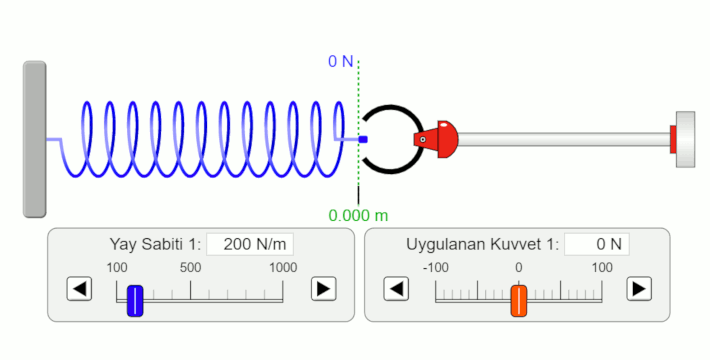 0 N
0.000 m
Yay Sabiti 1: 200 N/m
100 500 1000
Uygulanan Kuvvet 1: 0 N
-100 0 100